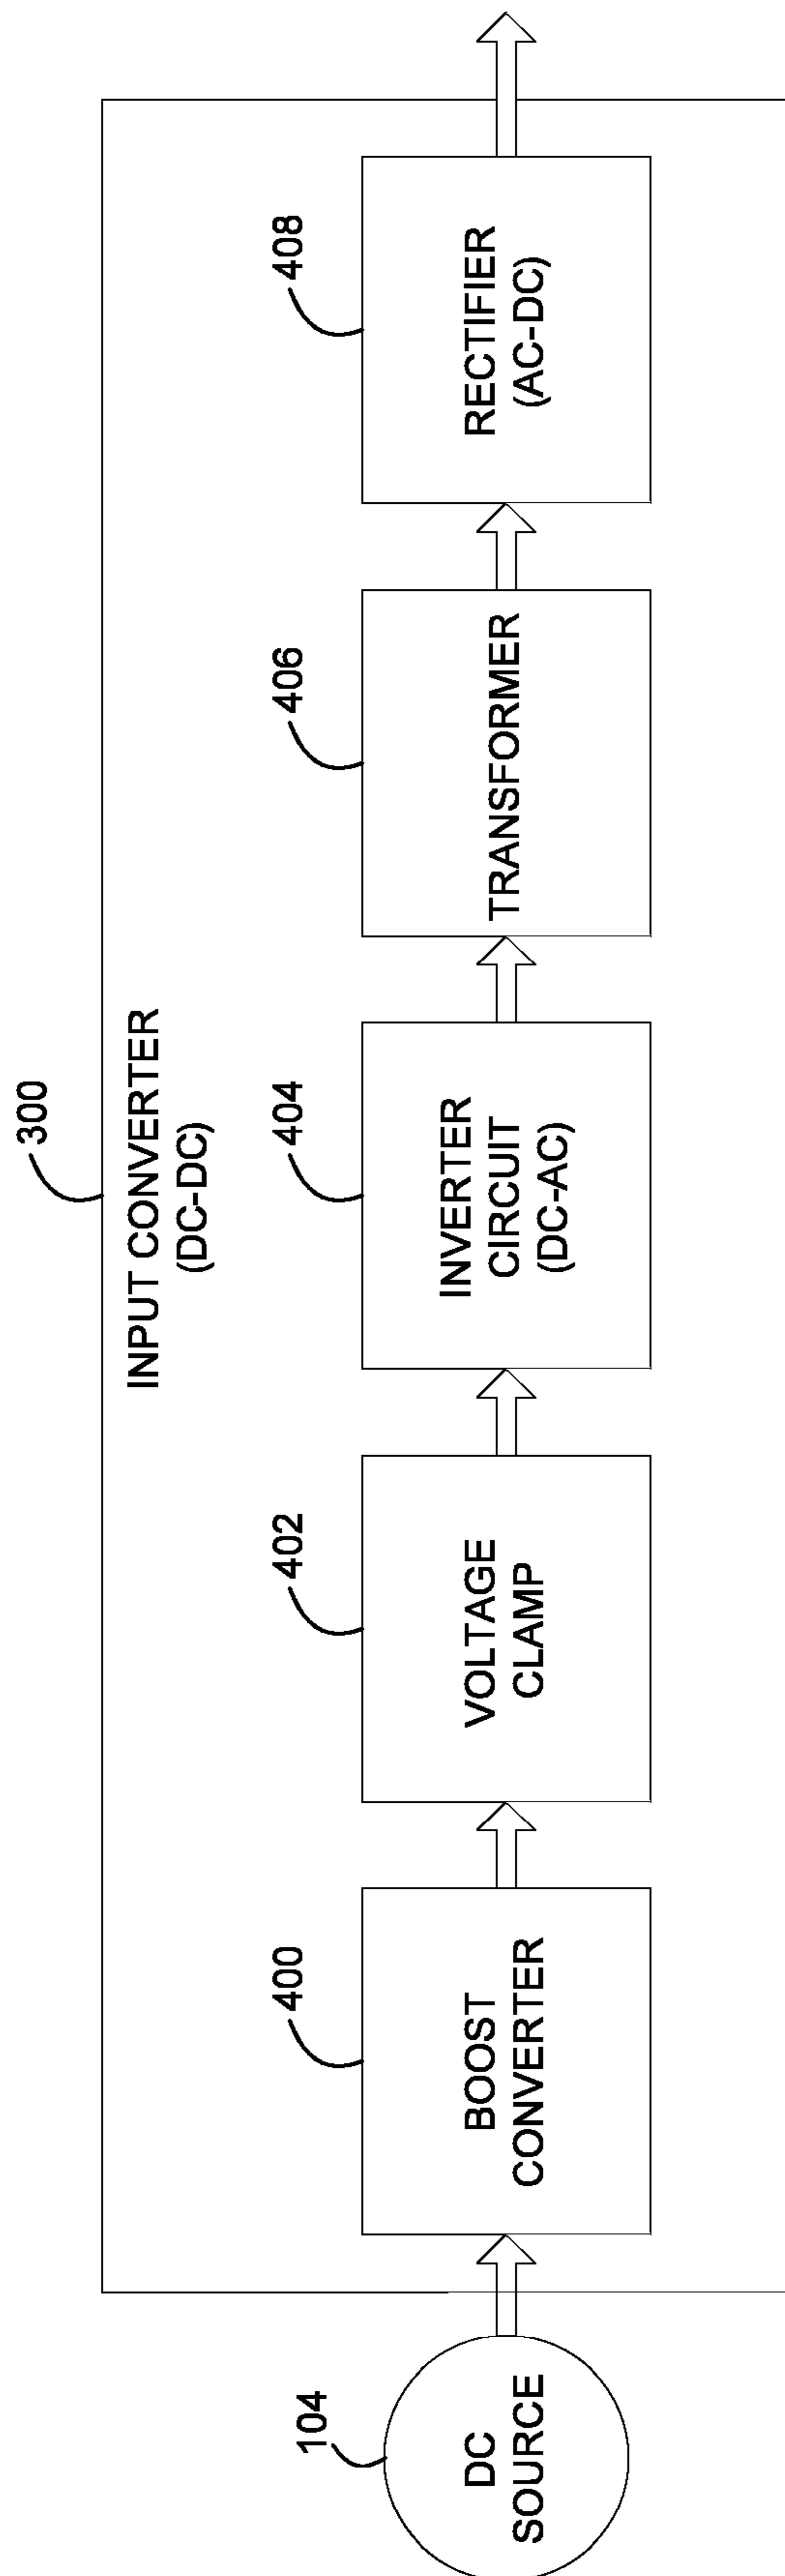 300
INPUT CONVERTER
(DC-DC)
104
DC
SOURCE
400
BOOST
CONVERTER
402
VOLTAGE
CLAMP
404
INVERTER
CIRCUIT
(DC-AC)
406
TRANSFORMER
408
RECTIFIER
(AC-DC)